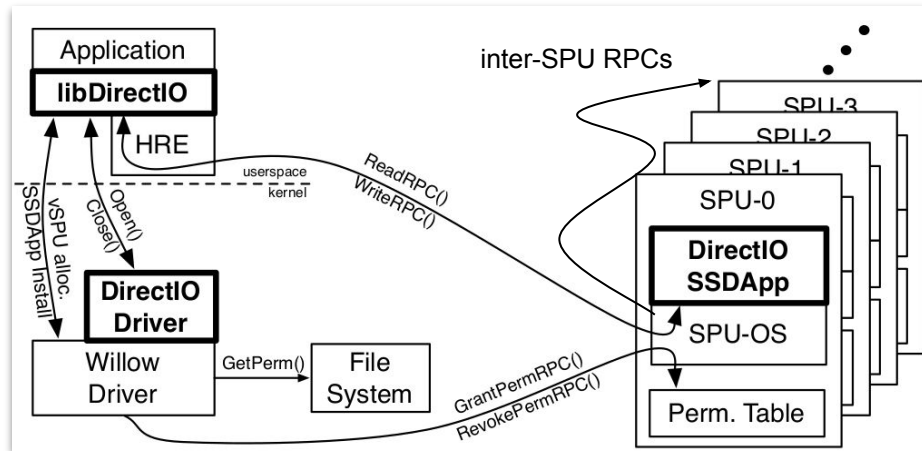 Application
libDirectIO
HRE
userspace
kernel
SSDApp Install
vSPU alloc.
Open()
Close()
DirectIO
Driver
Willow
Driver
GetPerm()
File
System
ReadRPC()
WriteRPC()
GrantPermRPC()
RevokePermRPC()
inter-SPU RPCs
SPU-3
SPU-2
SPU-1
SPU-0
DirectIO
SSDApp
SPU-OS
Perm. Table